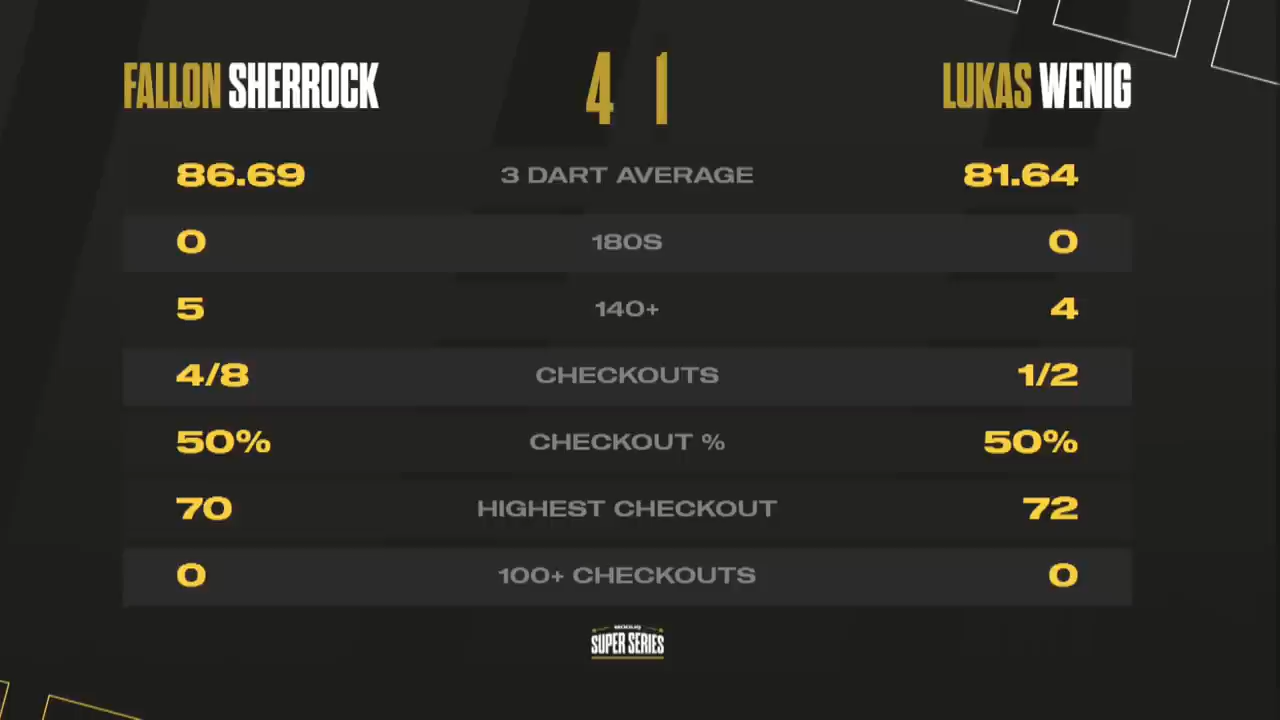 FALLON SHERROCK 4 1 LUKAS WENIG
86.69 3 DART AVERAGE 81.64
0 180S 0
5 140+ 4
4/8 CHECKOUTS 1/2
50% CHECKOUT % 50%
70 HIGHEST CHECKOUT 72
0 100+ CHECKOUTS 0
SUPER SERIES